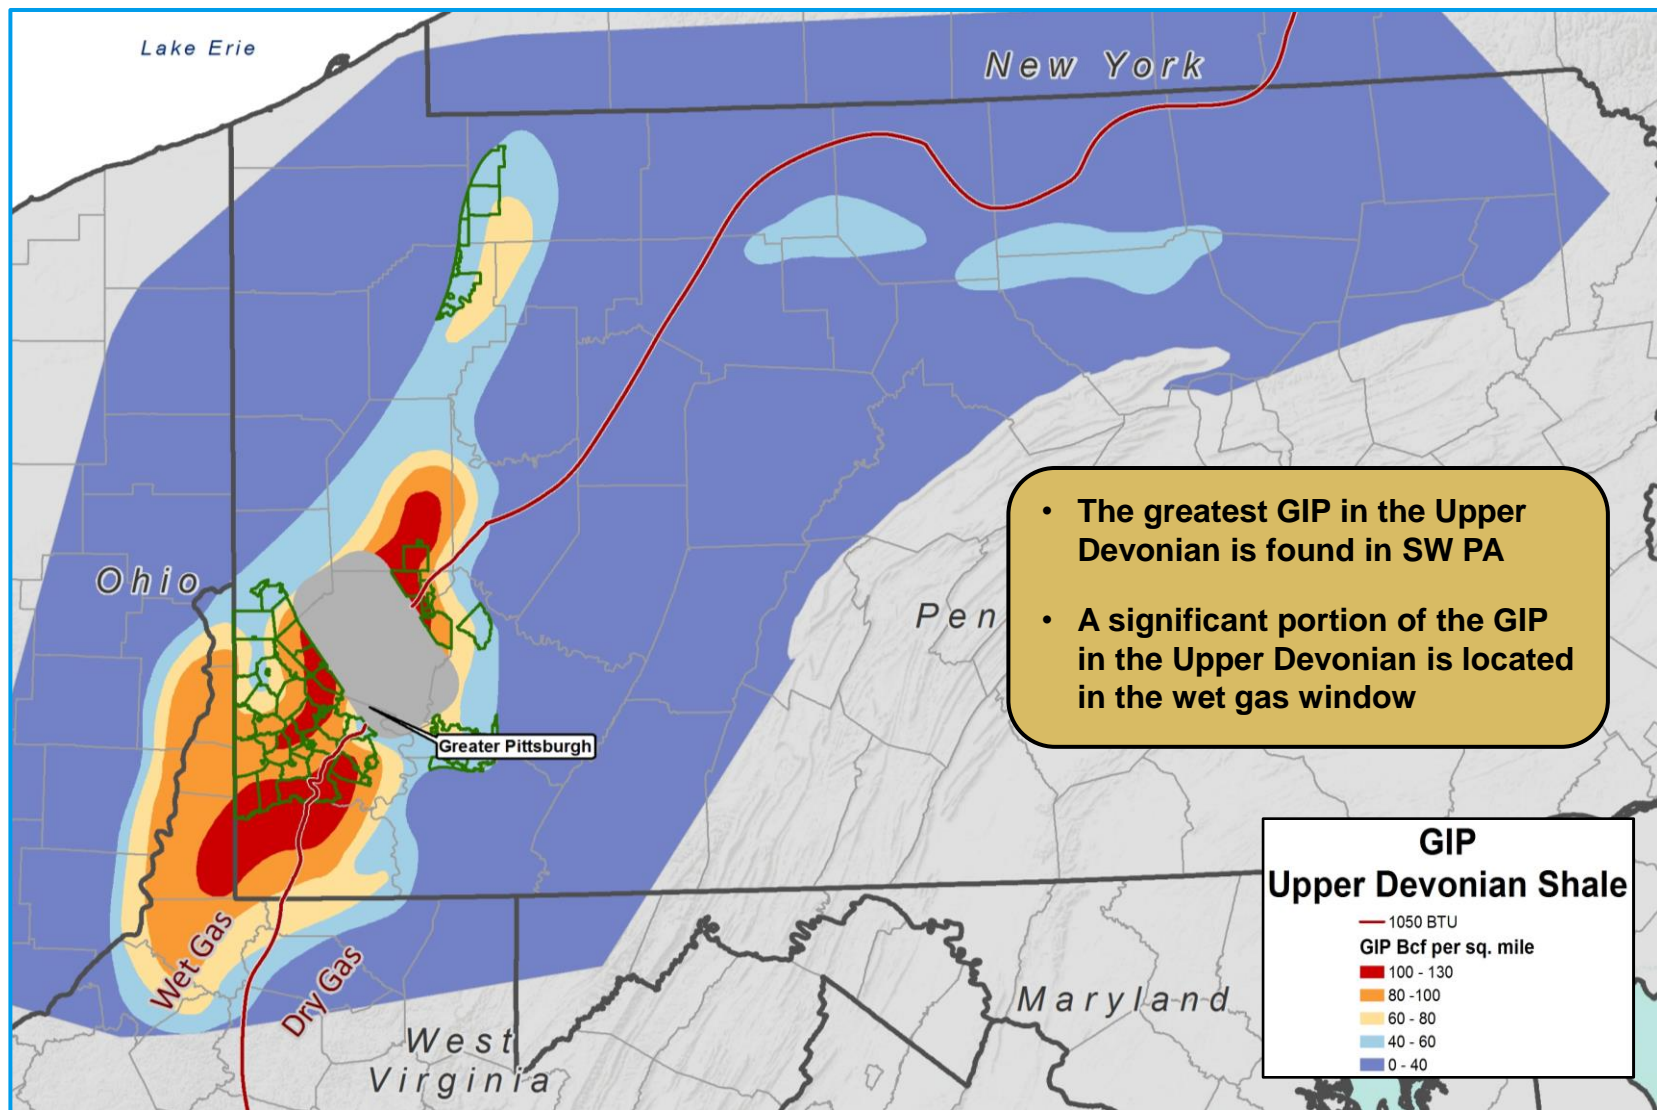 Lake Erie
New York
Ohio
Pen
• The greatest GIP in the Upper
Devonian is found in SW PA
• A significant portion of the GIP
in the Upper Devonian is located
in the wet gas window
Greater Pittsburgh
Wet Gas
Dry Gas
West
Virginia
Maryland
GIP
Upper Devonian Shale
1050 BTU
GIP Bcf per sq. mile
100 - 130
80 -100
60 - 80
40 - 60
0 - 40